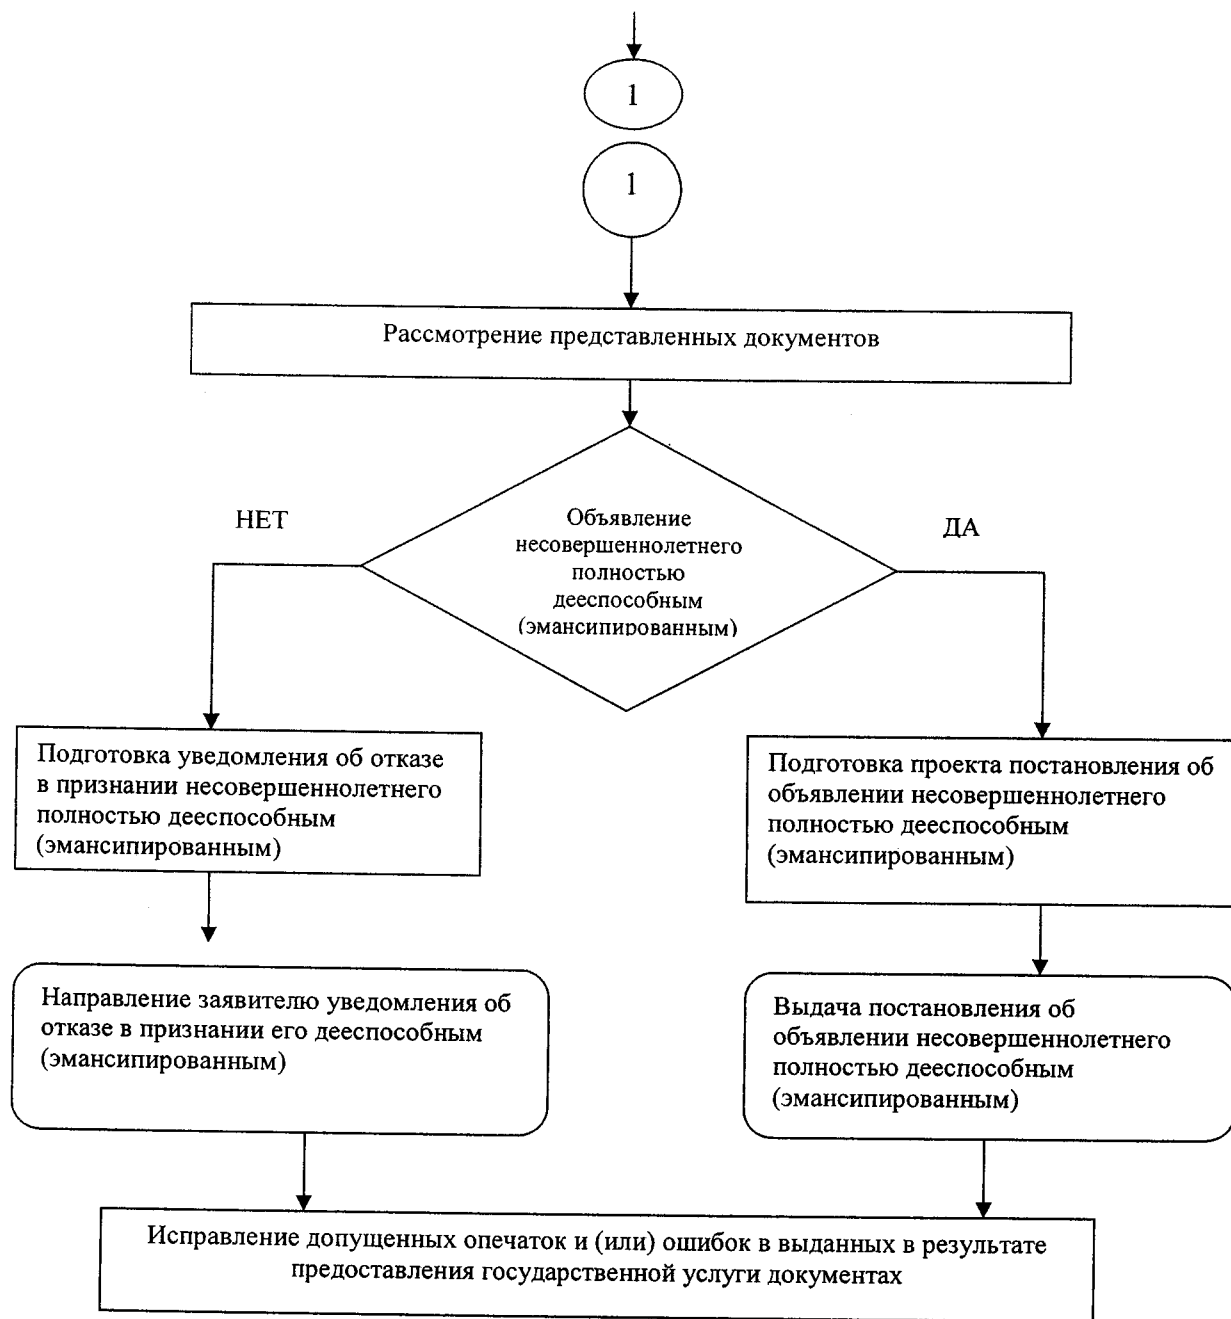 1
1
Рассмотрение представленных документов
НЕТ
ДА
Объявление
несовершеннолетнего
полностью
дееспособным
(эмансипированным)
Подготовка уведомления об отказе
в признании несовершеннолетнего
полностью дееспособным
(эмансипированным)
Подготовка проекта постановления об
объявлении несовершеннолетнего
полностью дееспособным
(эмансипированным)
Направление заявителю уведомления об
отказе в признании его дееспособным
(эмансипированным)
Выдача постановления об
объявлении несовершеннолетнего
полностью дееспособным
(эмансипированным)
Исправление допущенных опечаток и (или) ошибок в выданных в результате
предоставления государственной услуги документах